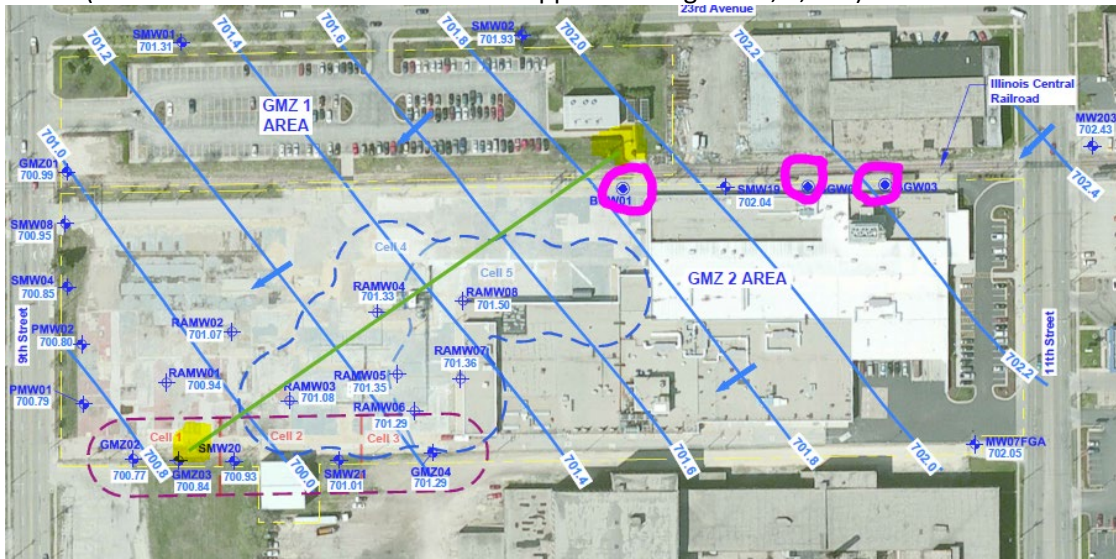 23rd Avenue
SMW01
701.31
701.2
701.4
701.6
701.8
SMW02
701.93
702.0
702.2
GMZ 1
AREA
Illinois Central
Railroad
MW203
702.43
702.4
GMZ01
700.99
701.0
SMW19
702.04
GW03
SMW08
700.95
Cell 4
Cell 5
GMZ 2 AREA
SMW04
700.85
RAMW04
701.33
RAMW08
701.50
9th Street
11th Street
PMW02
700.80
RAMW02
701.07
RAMW07
701.36
RAMW01
700.94
RAMW05
701.35
702.2
PMW01
700.79
RAMW03
701.08
RAMW06
701.29
Cell 1
Cell 2
Cell 3
GMZ02
700.77
700.8
SMW20
700.93
GMZ03
700.84
700.0
SMW21
701.01
GMZ04
701.29
701.4
701.6
701.8
702.0
MW07FGA
702.05